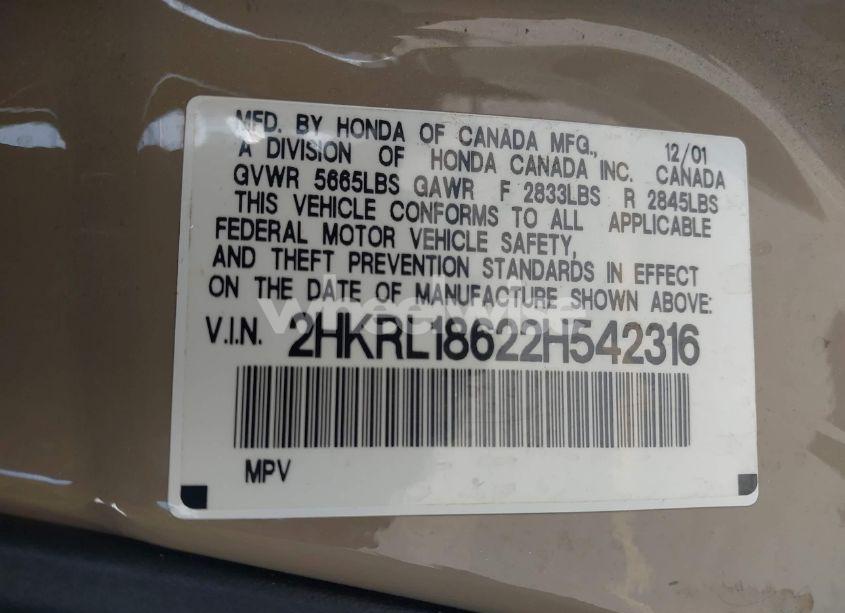 MFD. BY HONDA OF CANADA MFG., 12/01
A DIVISION OF HONDA CANADA INC. CANADA
GVWR 5665LBS GAWR F 2833LBS R 2845LBS
THIS VEHICLE CONFORMS TO ALL APPLICABLE
FEDERAL MOTOR VEHICLE SAFETY,
AND THEFT PREVENTION STANDARDS IN EFFECT
ON THE DATE OF MANUFACTURE SHOWN ABOVE:
wheelwise
V.I.N. 2HKRL18622H542316
MPV